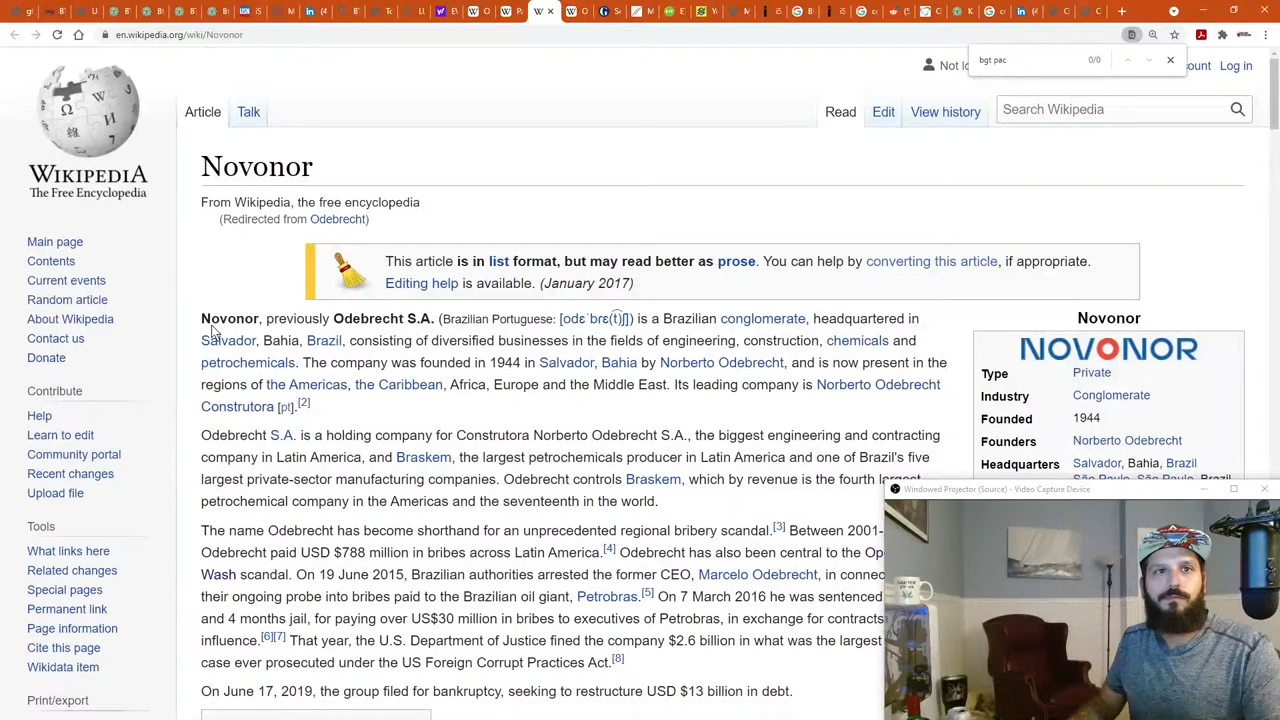 en.wikipedia.org/wiki/Novonor
bgt pac 0/0
Not lo
count Log in
Article Talk Read Edit View history Search Wikipedia
WIKIPEDIA
The Free Encyclopedia
Main page
Contents
Current events
Random article
About Wikipedia
Contact us
Donate
Contribute
Help
Learn to edit
Community portal
Recent changes
Upload file
Tools
What links here
Related changes
Special pages
Permanent link
Page information
Cite this page
Wikidata item
Print/export
Novonor
From Wikipedia, the free encyclopedia
(Redirected from Odebrecht)
This article is in list format, but may read better as prose. You can help by converting this article, if appropriate.
Editing help is available. (January 2017)
Novonor, previously Odebrecht S.A. (Brazilian Portuguese: [odɛˈbrɛ(t)ʃ]) is a Brazilian conglomerate, headquartered in
Salvador, Bahia, Brazil, consisting of diversified businesses in the fields of engineering, construction, chemicals and
petrochemicals. The company was founded in 1944 in Salvador, Bahia by Norberto Odebrecht, and is now present in the
regions of the Americas, the Caribbean, Africa, Europe and the Middle East. Its leading company is Norberto Odebrecht
Construtora [pt].[2]
Odebrecht S.A. is a holding company for Construtora Norberto Odebrecht S.A., the biggest engineering and contracting
company in Latin America, and Braskem, the largest petrochemicals producer in Latin America and one of Brazil's five
largest private-sector manufacturing companies. Odebrecht controls Braskem, which by revenue is the fourth largest
petrochemical company in the Americas and the seventeenth in the world.
The name Odebrecht has become shorthand for an unprecedented regional bribery scandal.[3] Between 2001-
Odebrecht paid USD $788 million in bribes across Latin America.[4] Odebrecht has also been central to the Op
Wash scandal. On 19 June 2015, Brazilian authorities arrested the former CEO, Marcelo Odebrecht, in connec
their ongoing probe into bribes paid to the Brazilian oil giant, Petrobras.[5] On 7 March 2016 he was sentenced
and 4 months jail, for paying over US$30 million in bribes to executives of Petrobras, in exchange for contracts
influence.[6][7] That year, the U.S. Department of Justice fined the company $2.6 billion in what was the largest
case ever prosecuted under the US Foreign Corrupt Practices Act.[8]
On June 17, 2019, the group filed for bankruptcy, seeking to restructure USD $13 billion in debt.
Novonor
NOVONOR
Type Private
Industry Conglomerate
Founded 1944
Founders Norberto Odebrecht
Headquarters Salvador, Bahia, Brazil
São Paulo, São Paulo, Brazil
Windowed Projector (Source) - Video Capture Device